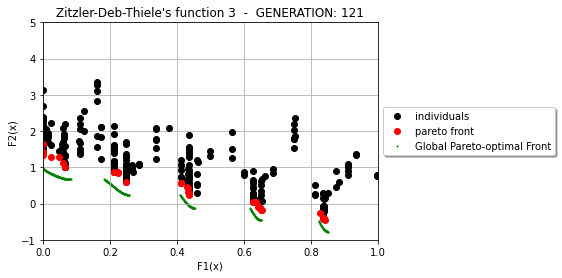 Zitzler-Deb-Thiele's function 3 - GENERATION: 121
5
4
3
2
1
0
−1
F2(x)
0.0 0.2 0.4 0.6 0.8 1.0
F1(x)
individuals
pareto front
Global Pareto-optimal Front